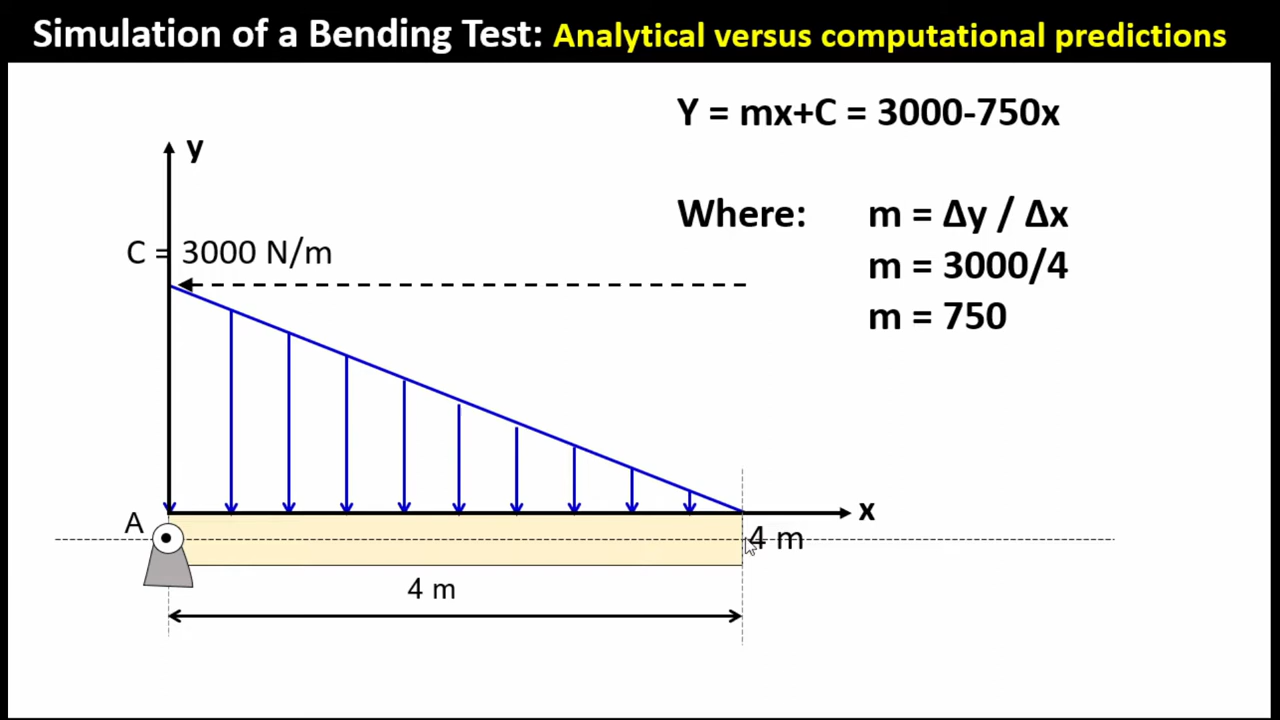 Simulation of a Bending Test: Analytical versus computational predictions
Y = mx+C = 3000-750x
y
Where: m = Δy / Δx
C = 3000 N/m
m = 3000/4
m = 750
x
A
4 m
4 m